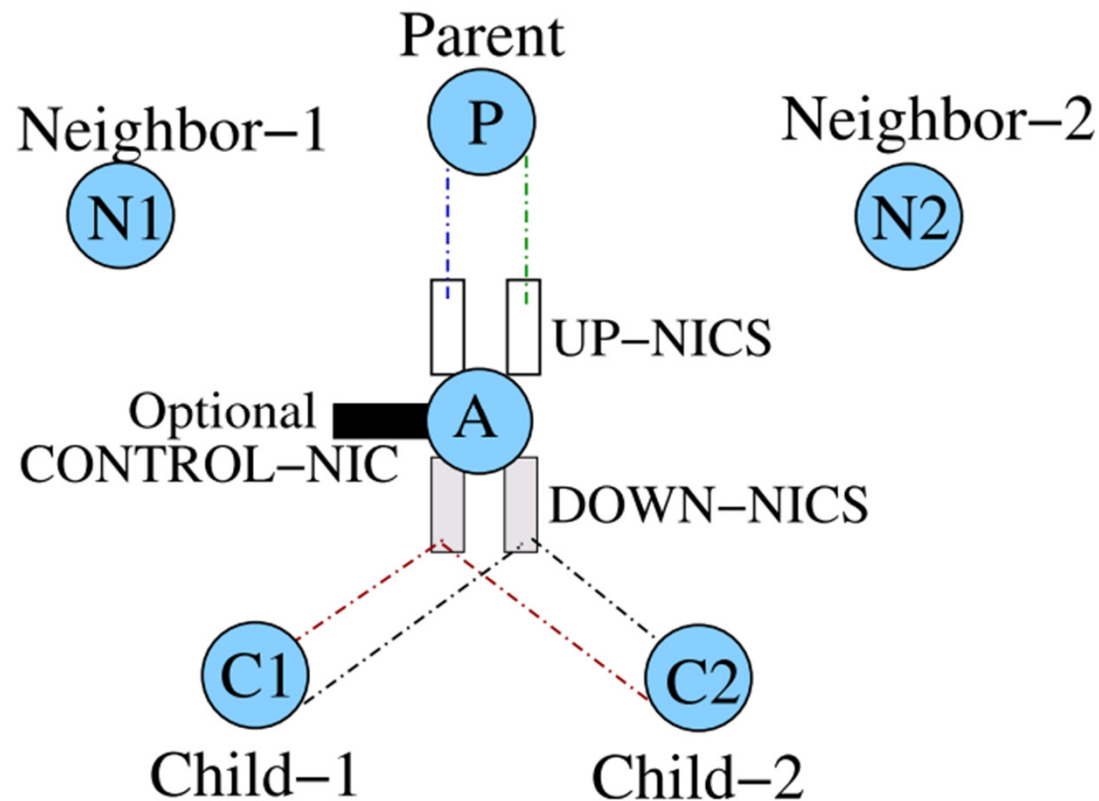 Parent
P
Neighbor−1
N1
Neighbor−2
N2
UP−NICS
Optional
CONTROL−NIC
A
DOWN−NICS
C1
Child−1
C2
Child−2